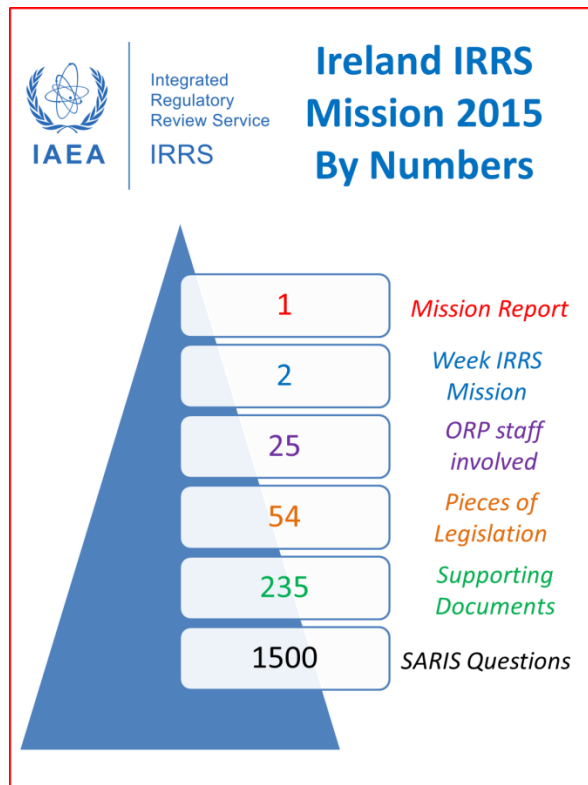 Ireland IRRS
Mission 2015
By Numbers
IAEA
Integrated
Regulatory
Review Service
IRRS
1
Mission Report
2
Week IRRS
Mission
25
ORP staff
involved
54
Pieces of
Legislation
235
Supporting
Documents
1500
SARIS Questions